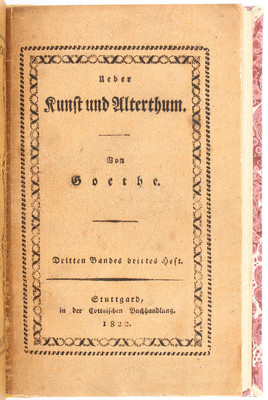 Ueber
Kunst und Alterthum.
Von
Goethe.
Dritten Bandes drittes Heft.
Stuttgard,
in der Cottaischen Buchhandlung.
1822.